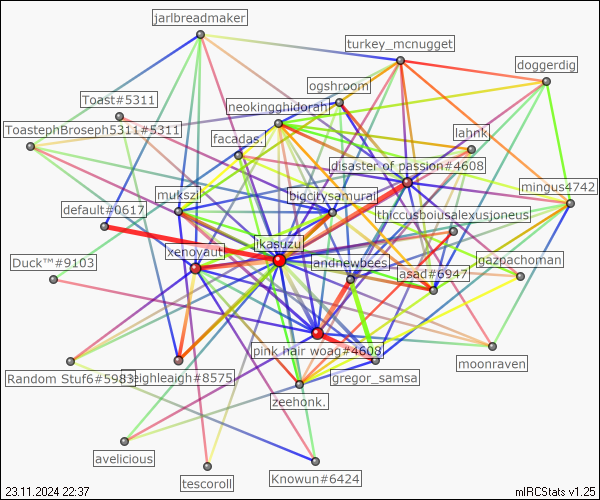 jarlbreadmaker
turkey_mcnugget
doggerdig
ogshroom
Toast#5311
neokingghidorah
ToastephBroseph5311#5311
facadas.
lahnk
disaster of passion#4608
mukszi
bigcitysamurai
mingus4742
default#0617
thiccusboiusalexusjoneus
ikasuzu
xenoyaut
Duck™#9103
andnewbees
gazpachoman
asad#6947
pink hair woag#4608
moonraven
Random Stuf6#5983
eighleigh#8575
gregor_samsa
zeehonk.
avelicious
tescoroll
Knowun#6424
23.11.2024 22:37
mIRCStats v1.25